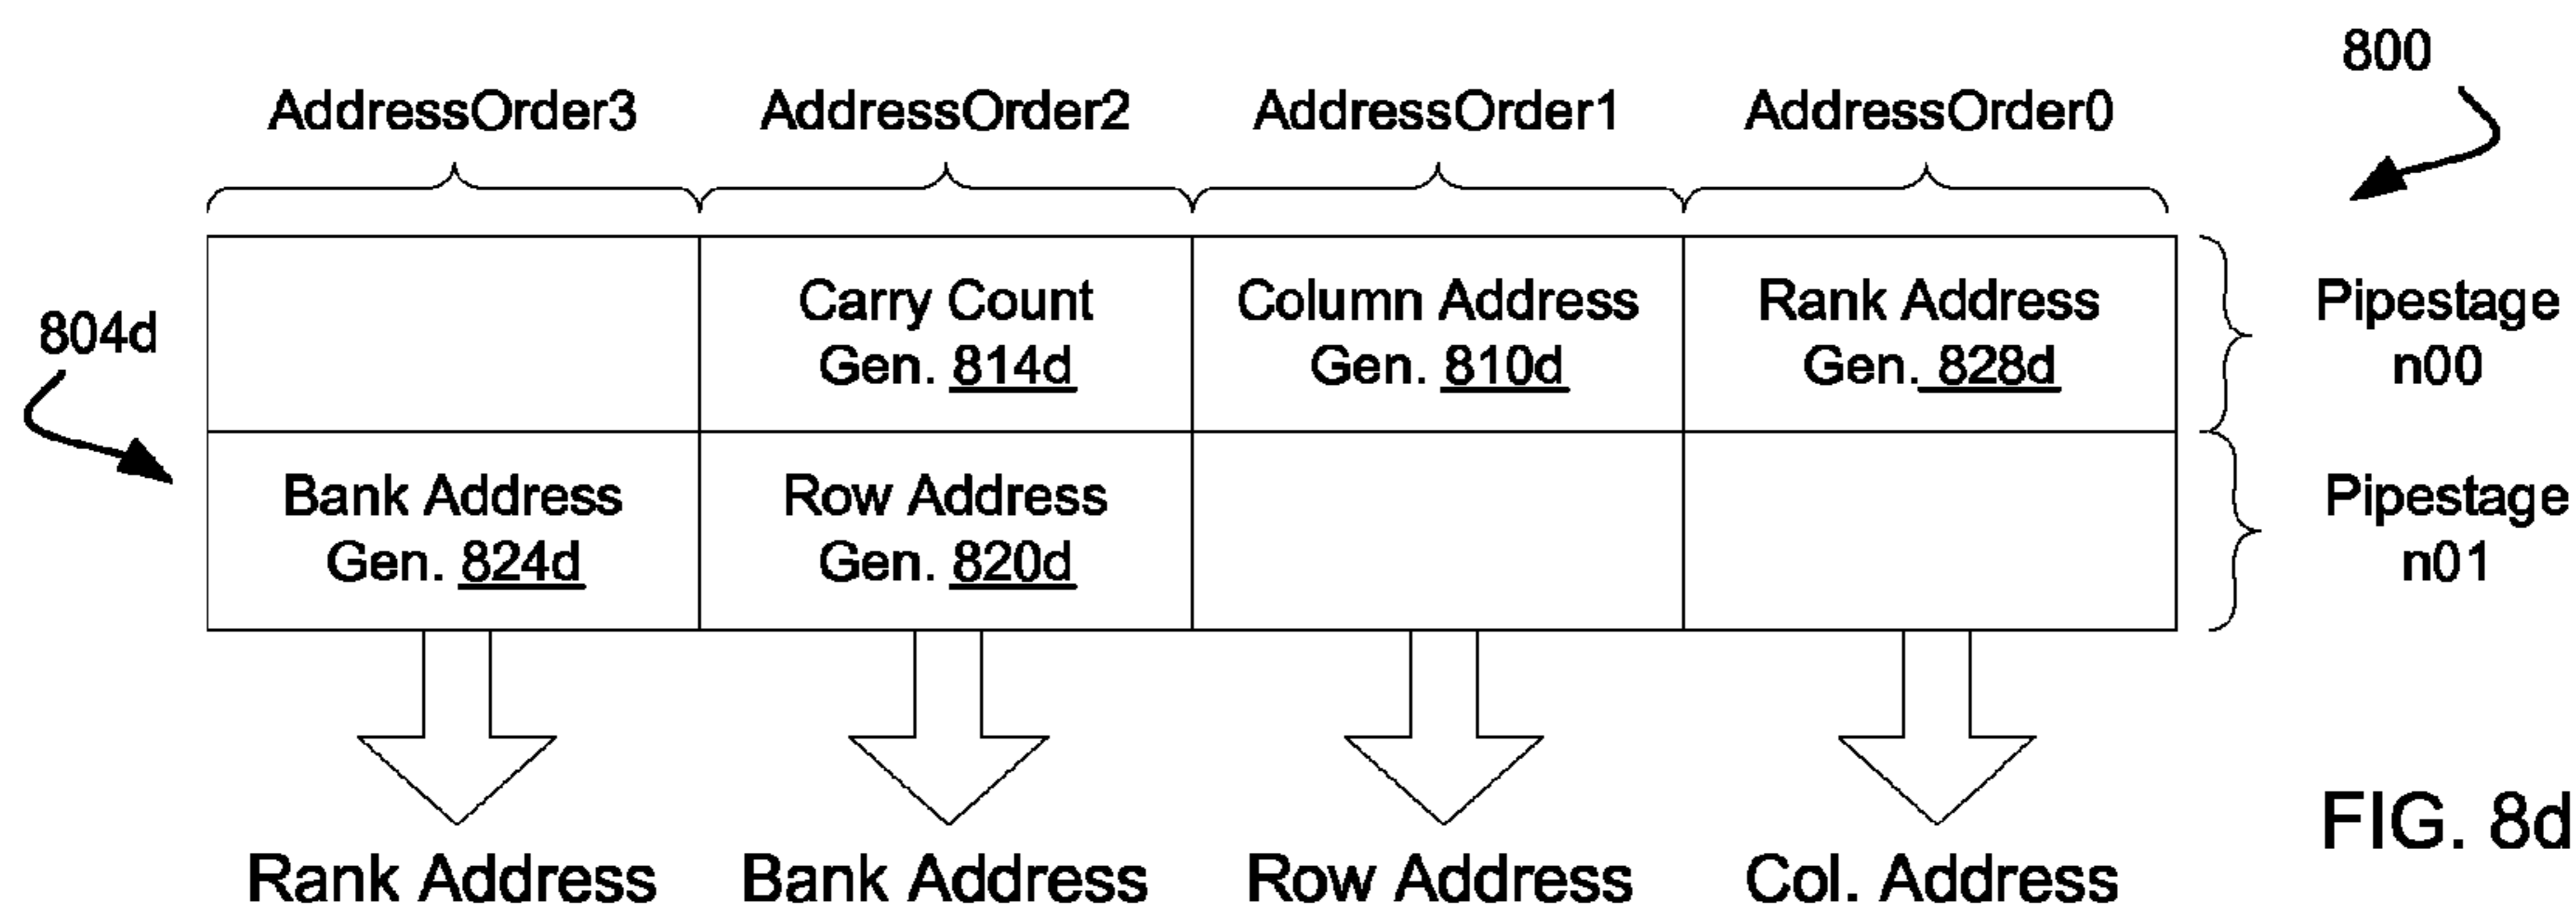 800
AddressOrder3 AddressOrder2 AddressOrder1 AddressOrder0
804d
Carry Count
Gen. 814d
Column Address
Gen. 810d
Rank Address
Gen. 828d
Pipestage
n00
Bank Address
Gen. 824d
Row Address
Gen. 820d
Pipestage
n01
Rank Address Bank Address Row Address Col. Address
FIG. 8d